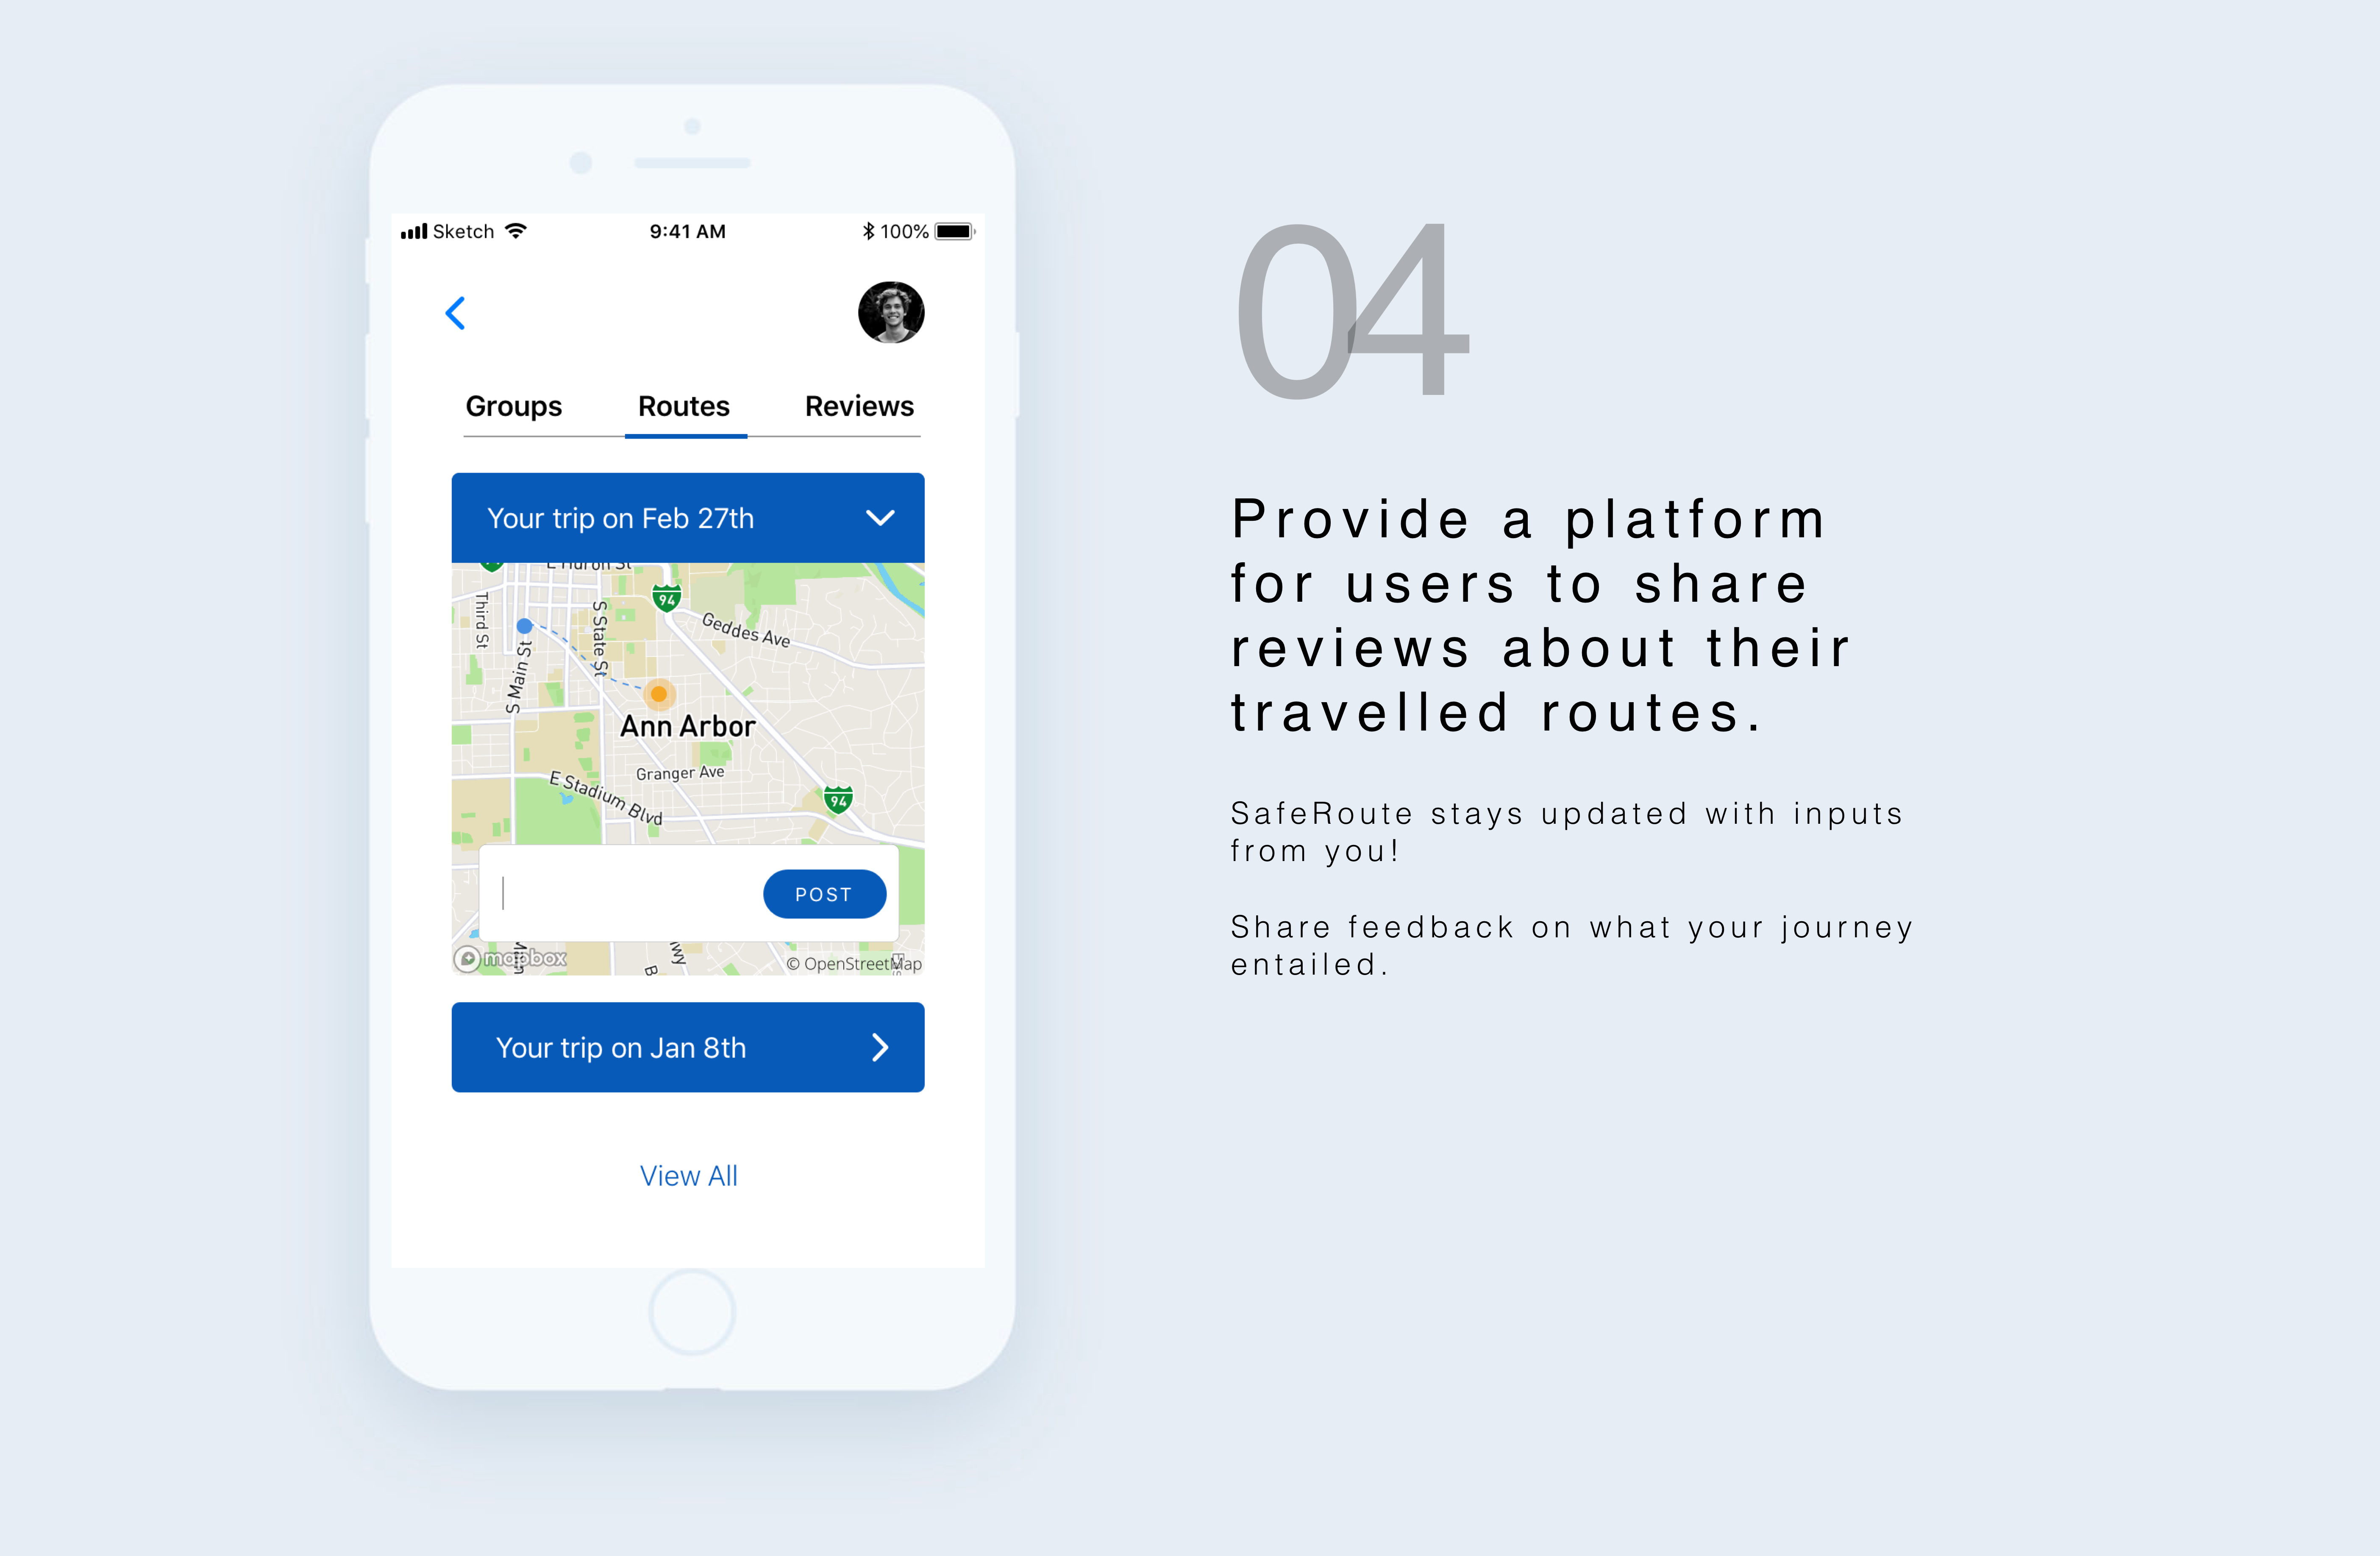 Sketch
9:41 AM
100%
Groups
Routes
Reviews
Your trip on Feb 27th
E Huron St
94
Third St
S State St
Geddes Ave
S Main St
Ann Arbor
Granger Ave
E Stadium Blvd
94
POST
mapbox
© OpenStreetMap
Your trip on Jan 8th
View All
04
Provide a platform
for users to share
reviews about their
travelled routes.
SafeRoute stays updated with inputs
from you!
Share feedback on what your journey
entailed.